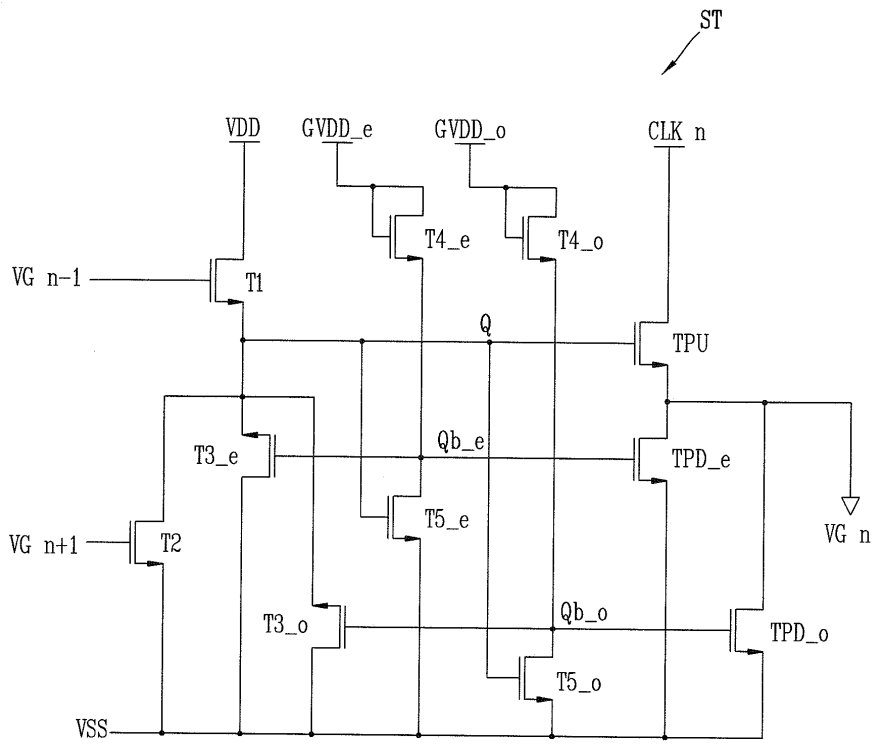 ST
VDD
GVDD_e
GVDD_o
CLK n
T4_e
T4_o
VG n-1
T1
Q
TPU
T3_e
Qb_e
TPD_e
T5_e
VG n
VG n+1
T2
T3_o
Qb_o
TPD_o
T5_o
VSS